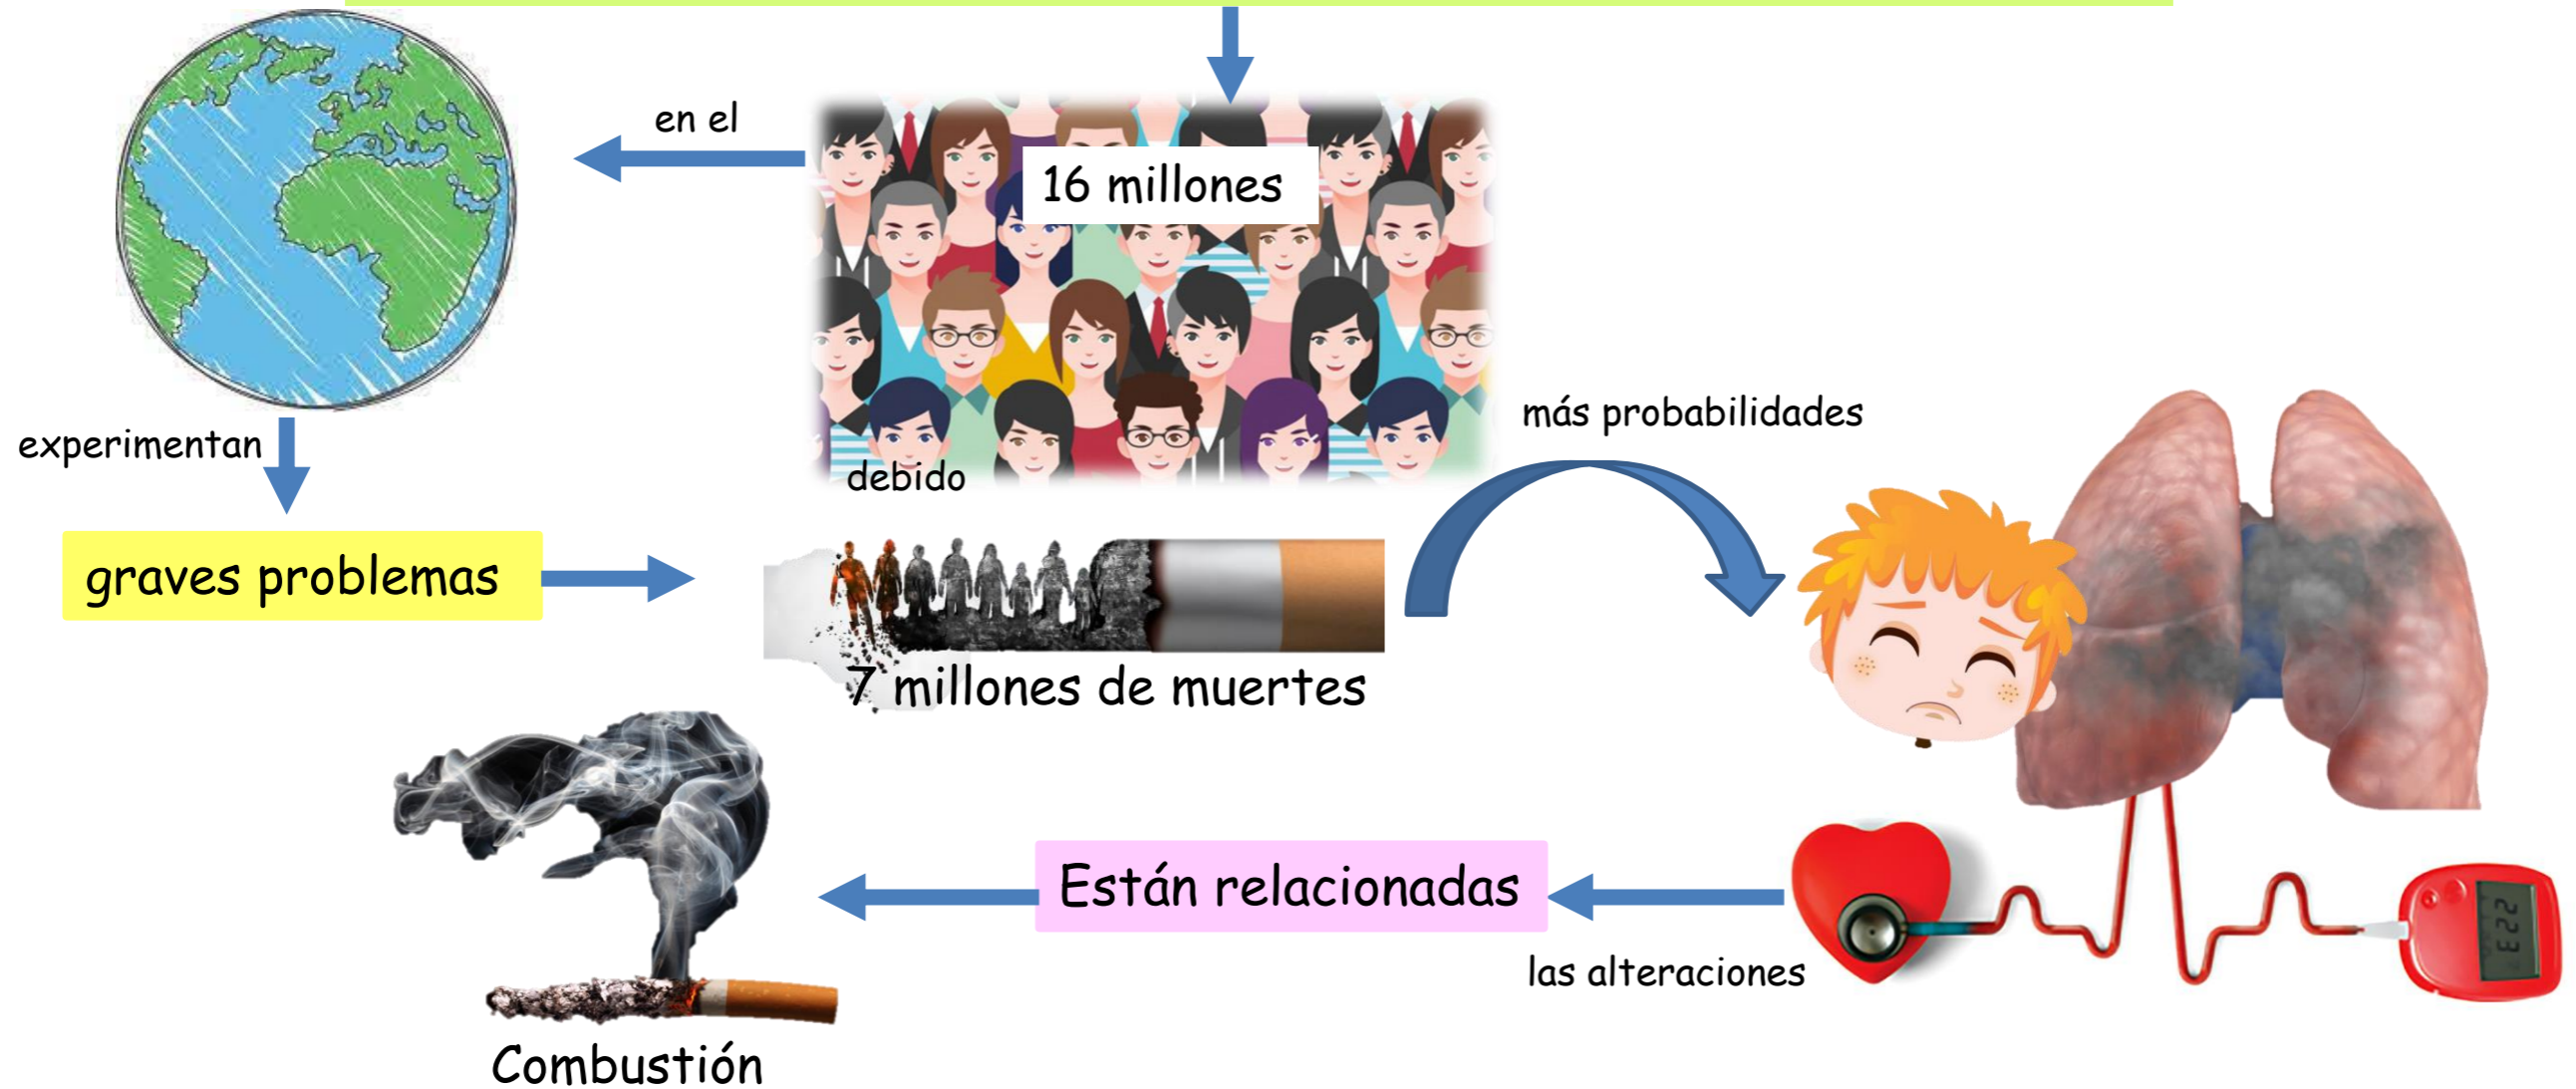 en el
16 millones
experimentan
debido
más probabilidades
graves problemas
7 millones de muertes
Están relacionadas
las alteraciones
223
Combustión